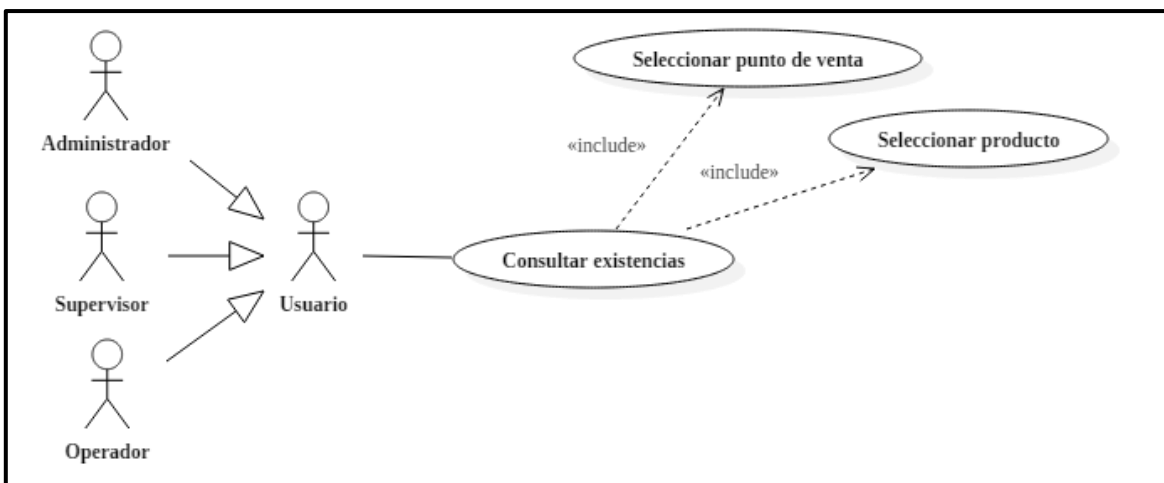 Seleccionar punto de venta
Administrador
«include»
Seleccionar producto
«include»
Supervisor
Usuario
Consultar existencias
Operador